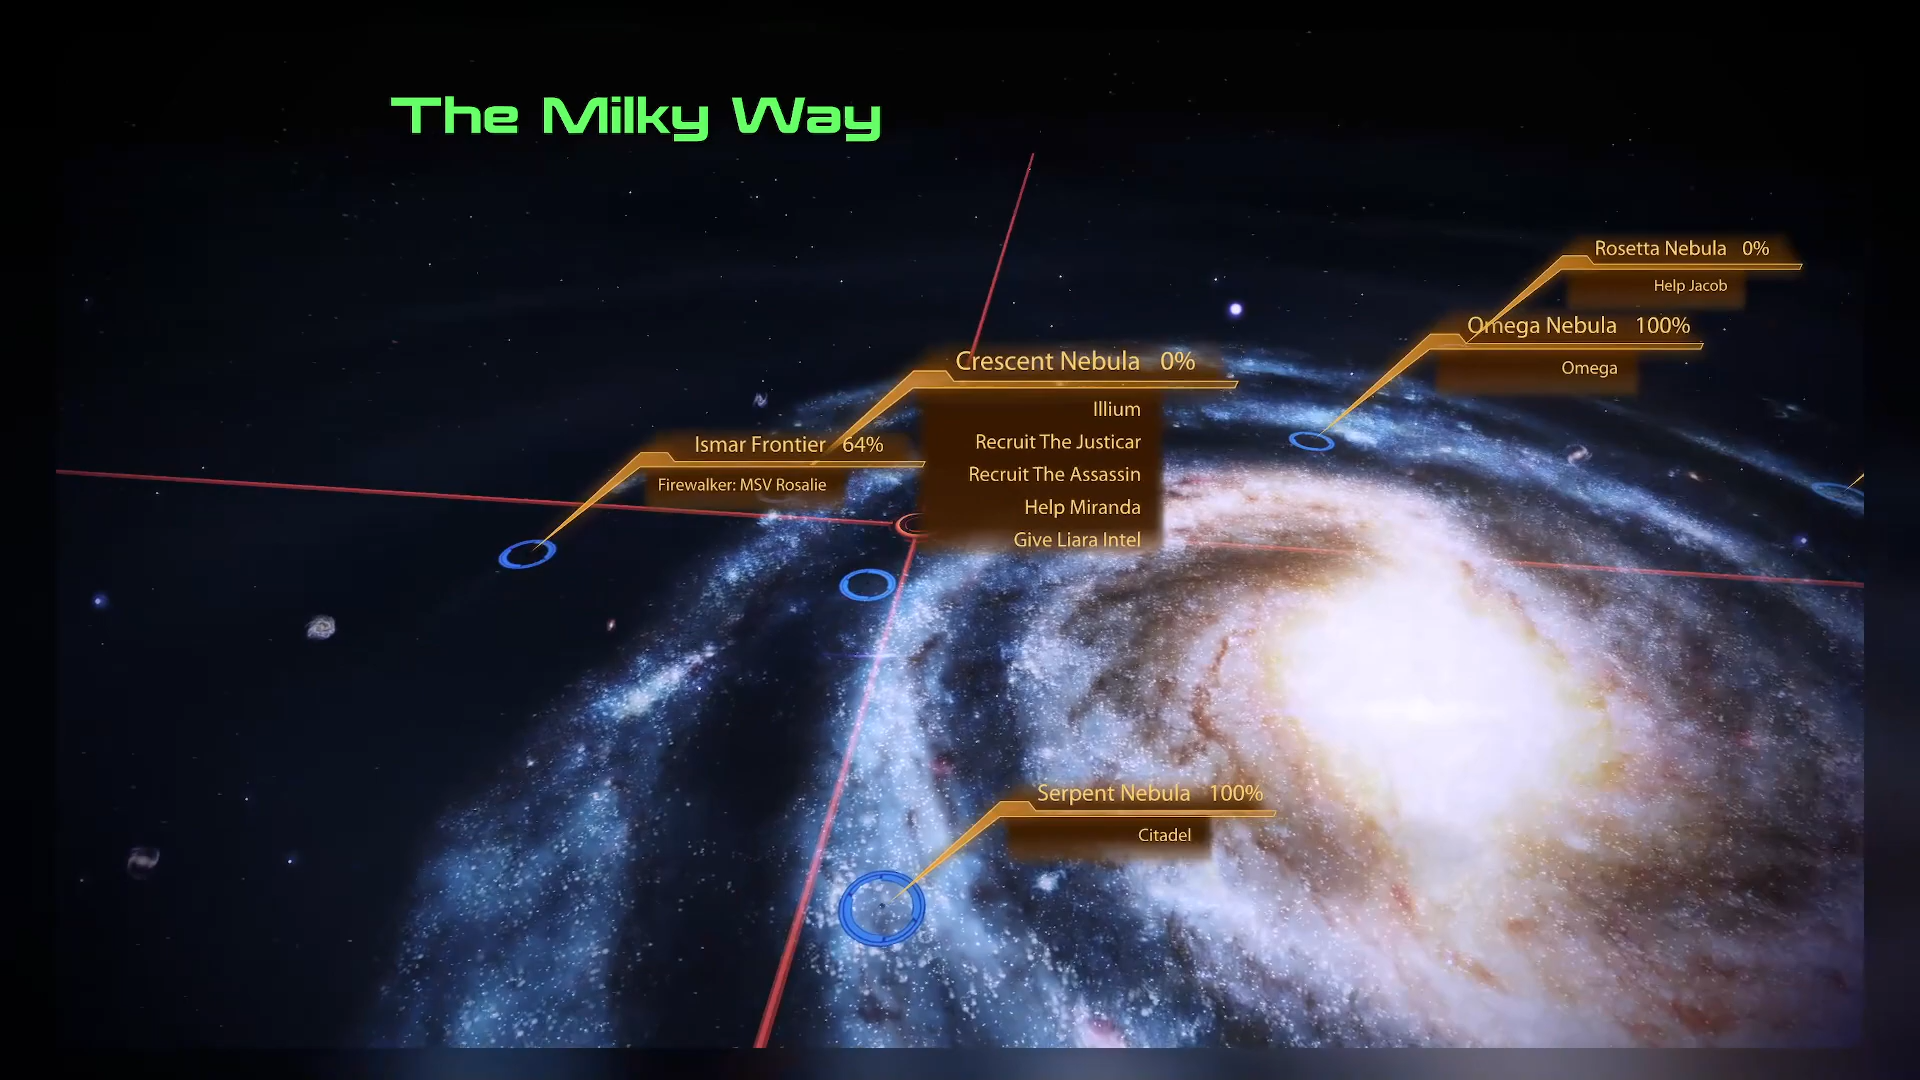 The Milky Way
Rosetta Nebula 0%
Help Jacob
Omega Nebula 100%
Omega
Crescent Nebula 0%
Illium
Recruit The Justicar
Recruit The Assassin
Help Miranda
Give Liara Intel
Ismar Frontier 64%
Firewalker: MSV Rosalie
Serpent Nebula 100%
Citadel